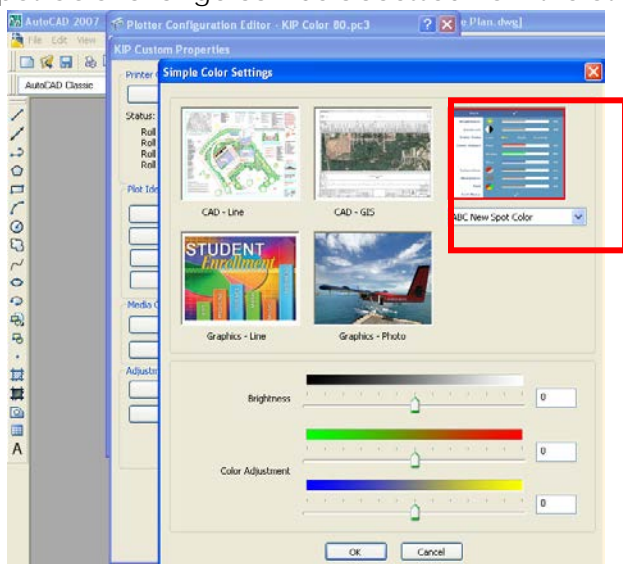 AutoCAD 2007
Plotter Configuration Editor - KIP Color 80.pc3
e Plan.dwg]
File Edit View
KIP Custom Properties
Simple Color Settings
AutoCAD Classic
Printer
Status:
Roll
Roll
Roll
Roll
Plot Ide
Media C
Adjustm
CAD - Line
CAD - GIS
ABC New Spot Color
STUDENT
Enrollment
Graphics - Line
Graphics - Photo
Brightness
0
Color Adjustment
0
0
OK
Cancel
A